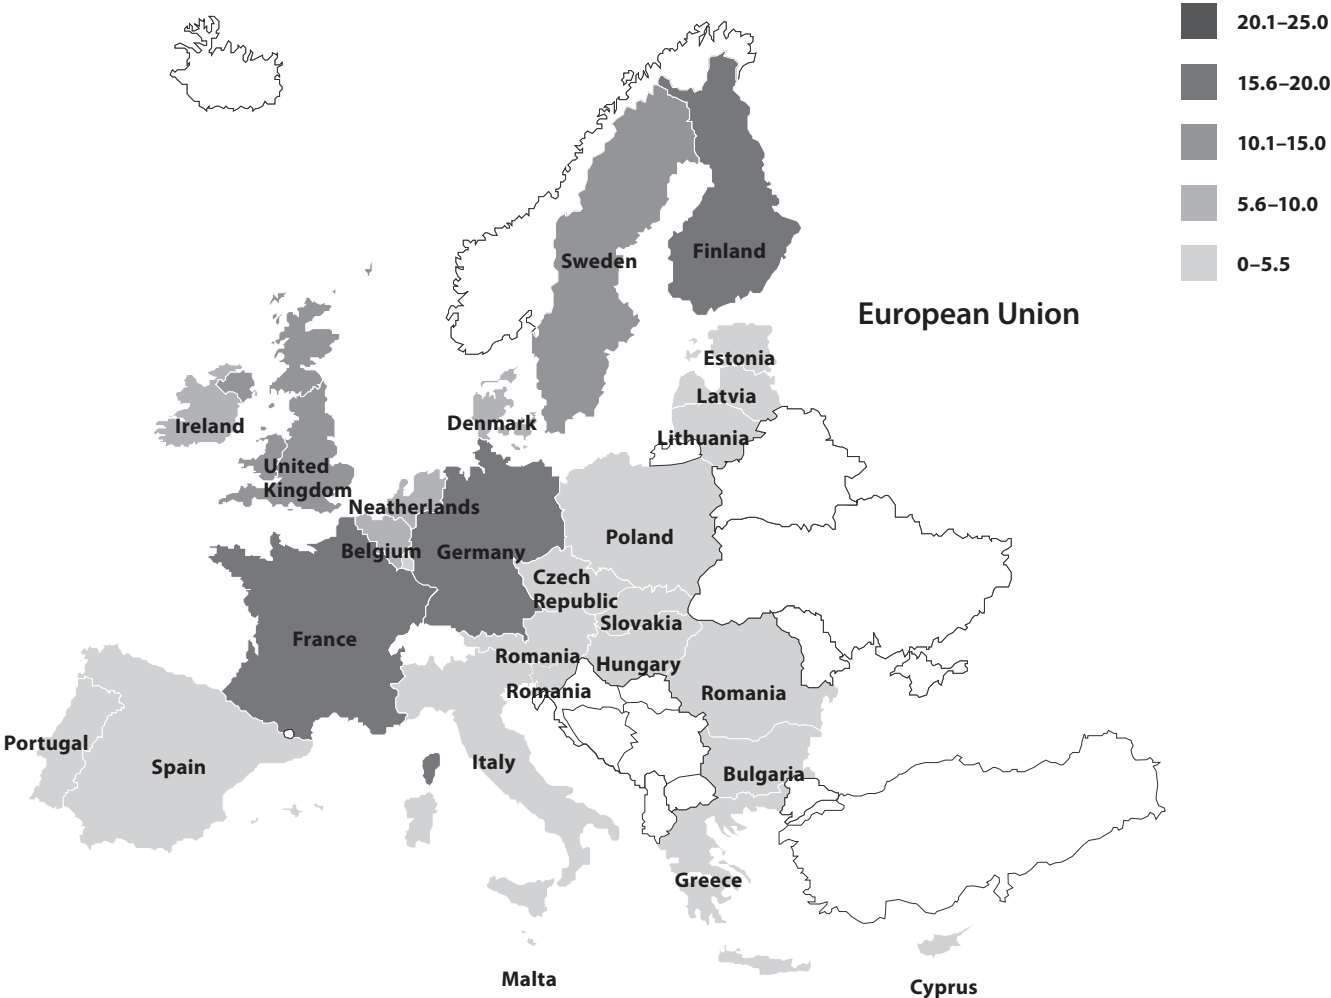 20.1–25.0
15.6–20.0
10.1–15.0
5.6–10.0
0–5.5
European Union
Sweden
Finland
Estonia
Latvia
Lithuania
Denmark
Ireland
United
Kingdom
Neatherlands
Belgium
Germany
Poland
Czech
Republic
Slovakia
France
Romania
Hungary
Romania
Romania
Portugal
Spain
Italy
Bulgaria
Greece
Malta
Cyprus